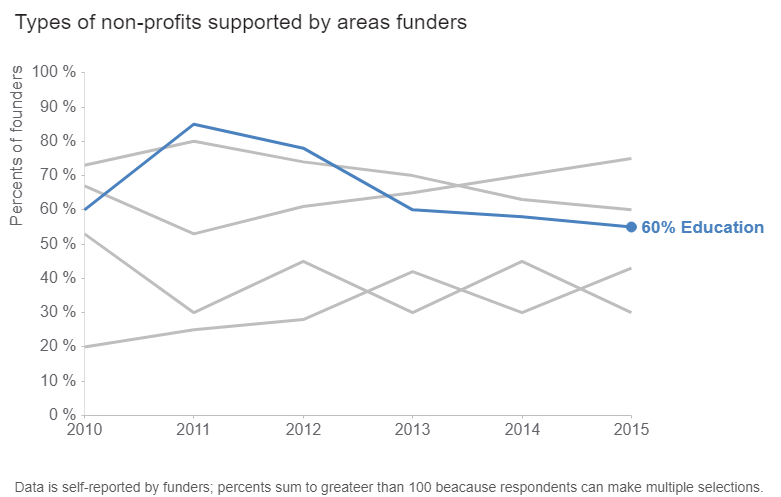 Types of non-profits supported by areas funders
Percents of founders
100 %
90 %
80 %
70 %
60 %
50 %
40 %
30 %
20 %
10 %
0 %
60% Education
2010 2011 2012 2013 2014 2015
Data is self-reported by funders; percents sum to greateer than 100 beacause respondents can make multiple selections.